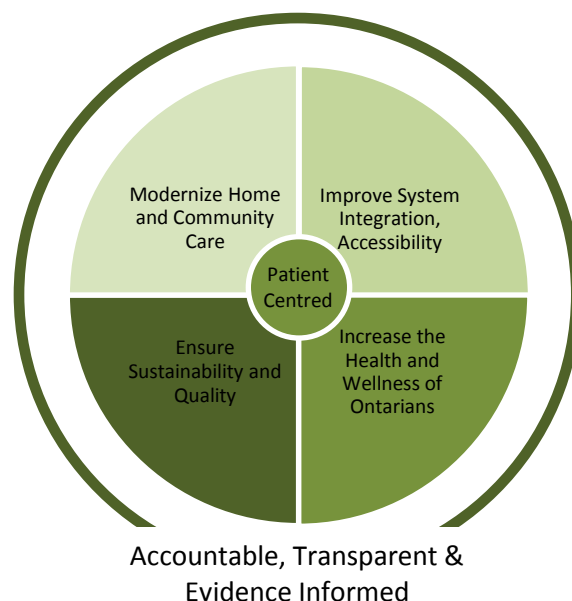 Modernize Home
and Community
Care
Improve System
Integration,
Accessibility
Patient
Centred
Ensure
Sustainability and
Quality
Increase the
Health and
Wellness of
Ontarians
Accountable, Transparent &
Evidence Informed